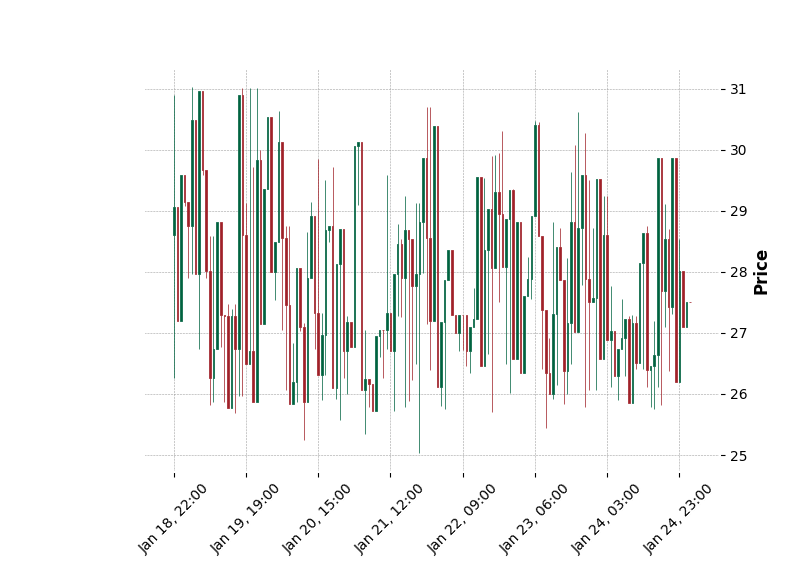 31
30
29
28
27
26
25
Price
Jan 18, 22:00
Jan 19, 19:00
Jan 20, 15:00
Jan 21, 12:00
Jan 22, 09:00
Jan 23, 06:00
Jan 24, 03:00
Jan 24, 23:00